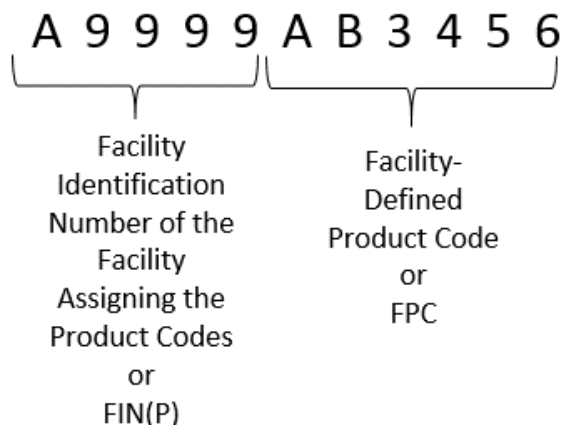 A 9 9 9 9 A B 3 4 5 6
Facility
Identification
Number of the
Facility
Assigning the
Product Codes
or
FIN(P)
Facility-
Defined
Product Code
or
FPC